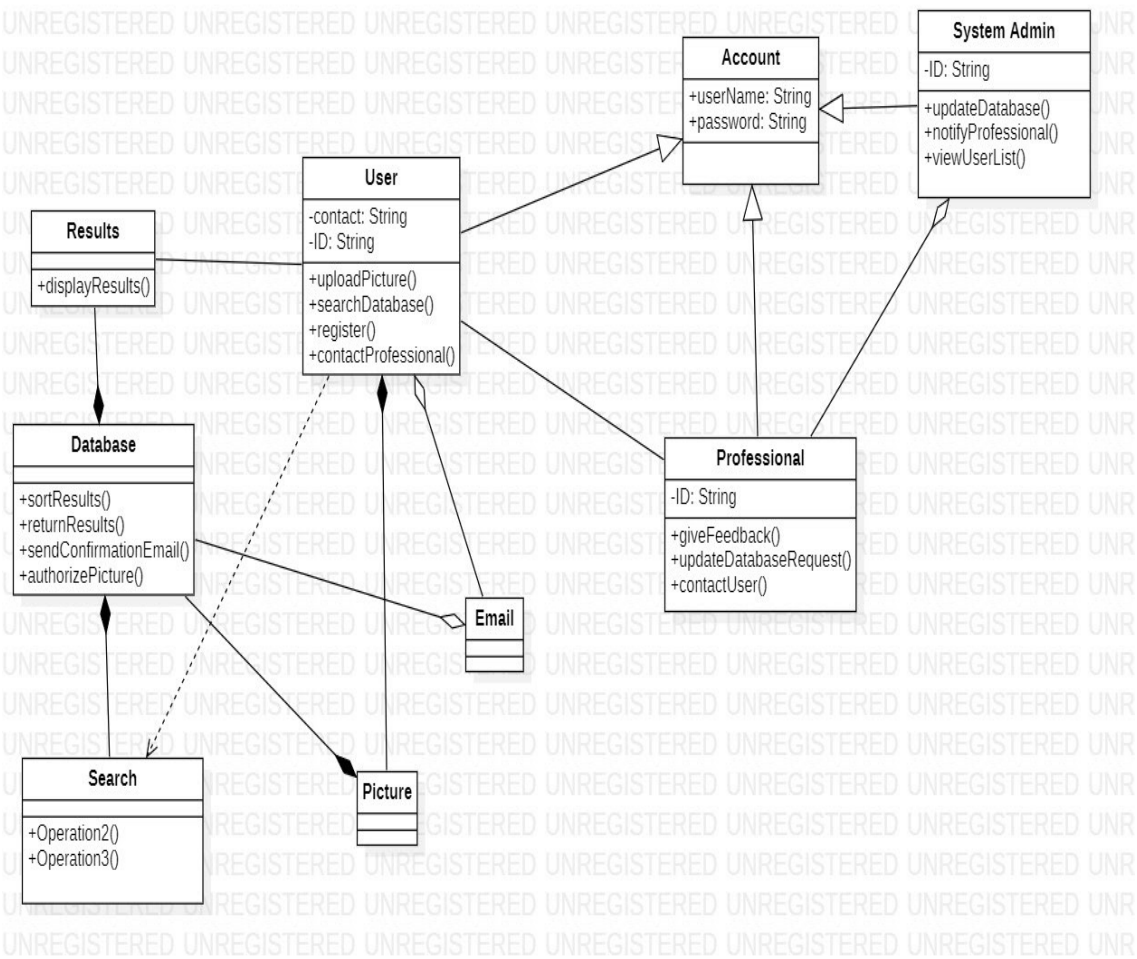 System Admin
-ID: String
+updateDatabase()
+notifyProfessional()
+viewUserList()
Account
+userName: String
+password: String
User
-contact: String
-ID: String
+uploadPicture()
+searchDatabase()
+register()
+contactProfessional()
Results
+displayResults()
Database
+sortResults()
+returnResults()
+sendConfirmationEmail()
+authorizePicture()
Professional
-ID: String
+giveFeedback()
+updateDatabaseRequest()
+contactUser()
Email
Search
+Operation2()
+Operation3()
Picture
UNREGISTERED